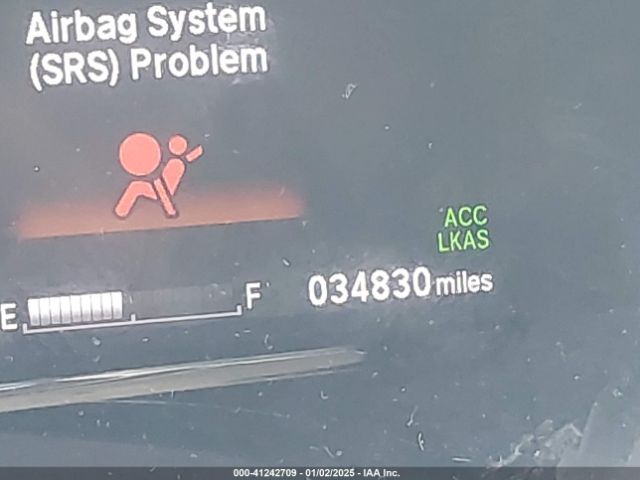 Airbag System
(SRS) Problem
ACC
LKAS
E F 034830 miles
000-41242709 - 01/02/2025 - IAA Inc.